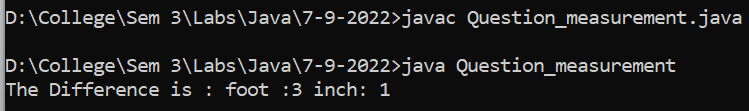 D:\College\Sem 3\Labs\Java\7-9-2022>javac Question_measurement.java
D:\College\Sem 3\Labs\Java\7-9-2022>java Question_measurement
The Difference is : foot :3 inch: 1